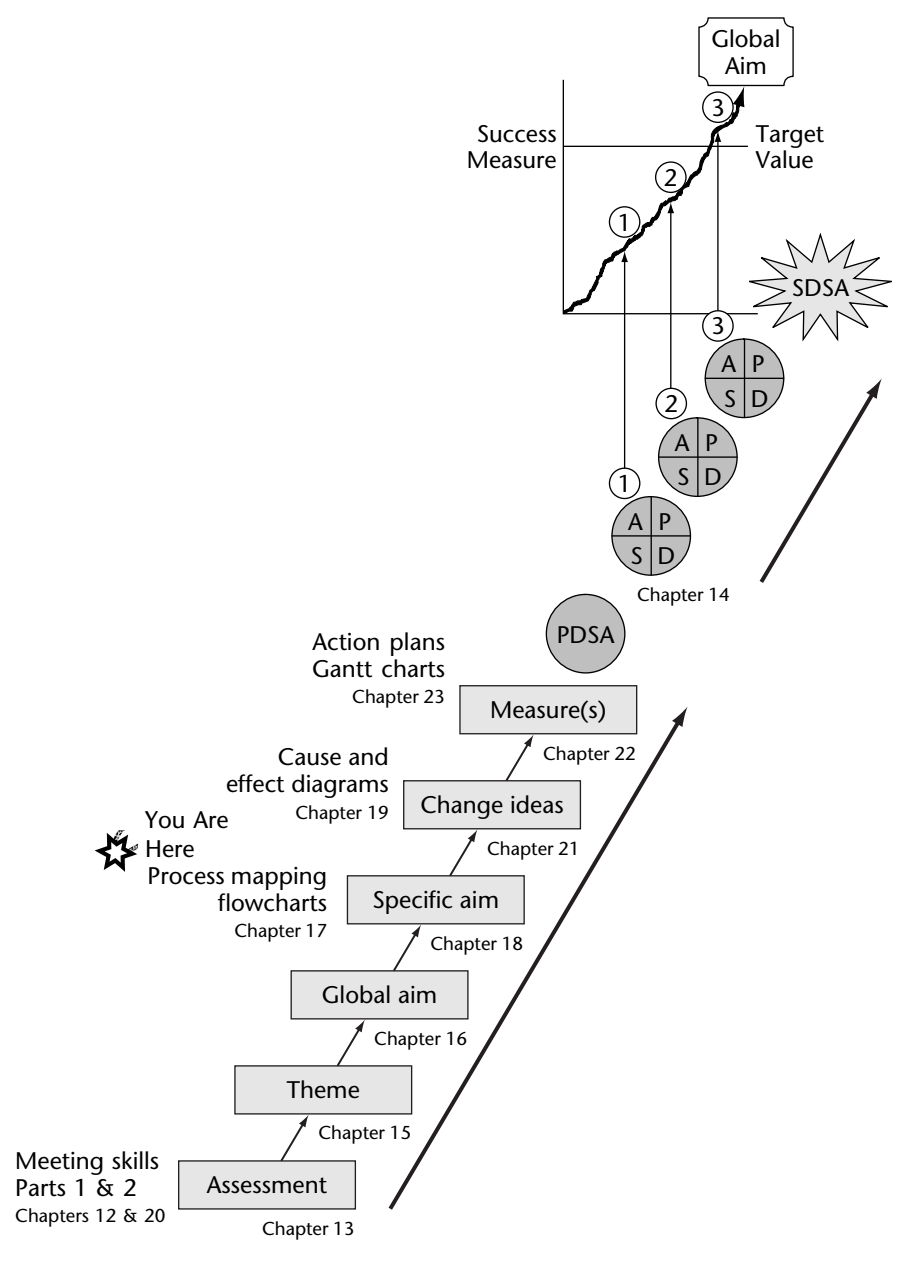 Global
Aim
3
Success
Measure
Target
Value
2
1
SDSA
3
A P
S D
2
A P
S D
1
A P
S D
Chapter 14
PDSA
Action plans
Gantt charts
Chapter 23
Measure(s)
Chapter 22
Cause and
effect diagrams
Chapter 19
Change ideas
Chapter 21
You Are
Here
Process mapping
flowcharts
Chapter 17
Specific aim
Chapter 18
Global aim
Chapter 16
Theme
Chapter 15
Meeting skills
Parts 1 & 2
Chapters 12 & 20
Assessment
Chapter 13